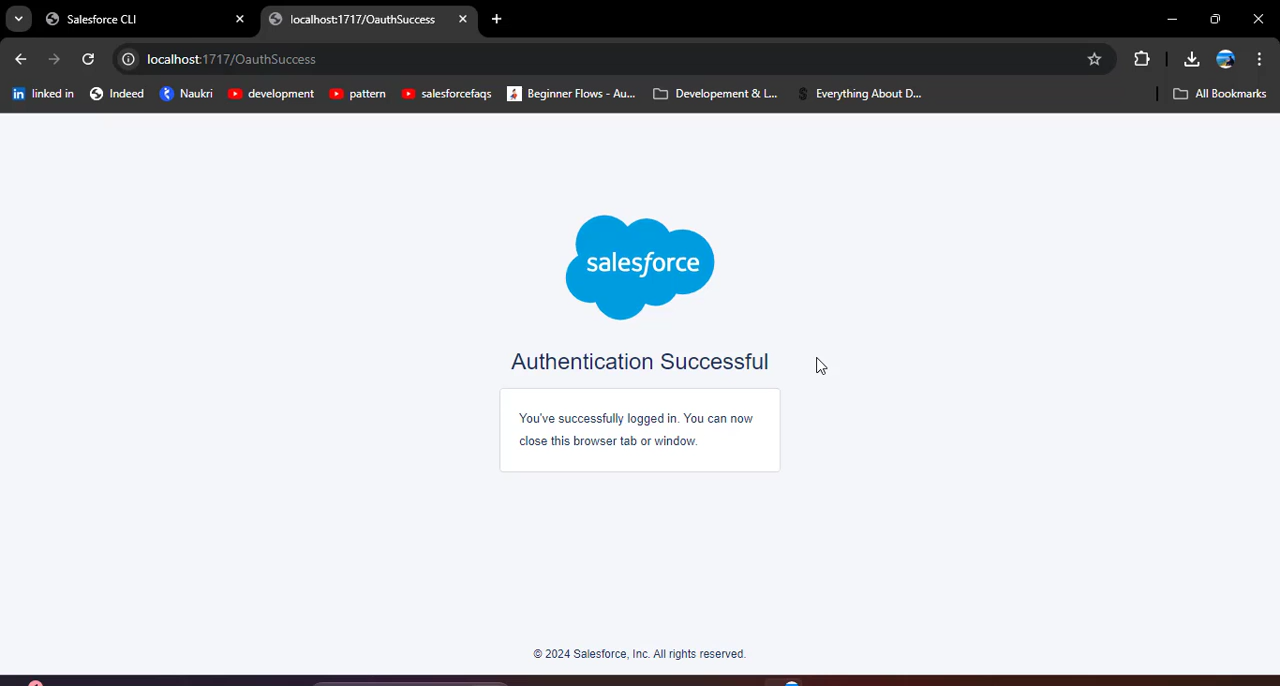 Salesforce CLI
localhost:1717/OauthSuccess
localhost:1717/OauthSuccess
linked in
Indeed
Naukri
development
pattern
salesforcefaqs
Beginner Flows - Au...
Developement & L...
Everything About D...
All Bookmarks
salesforce
Authentication Successful
You've successfully logged in. You can now
close this browser tab or window.
© 2024 Salesforce, Inc. All rights reserved.